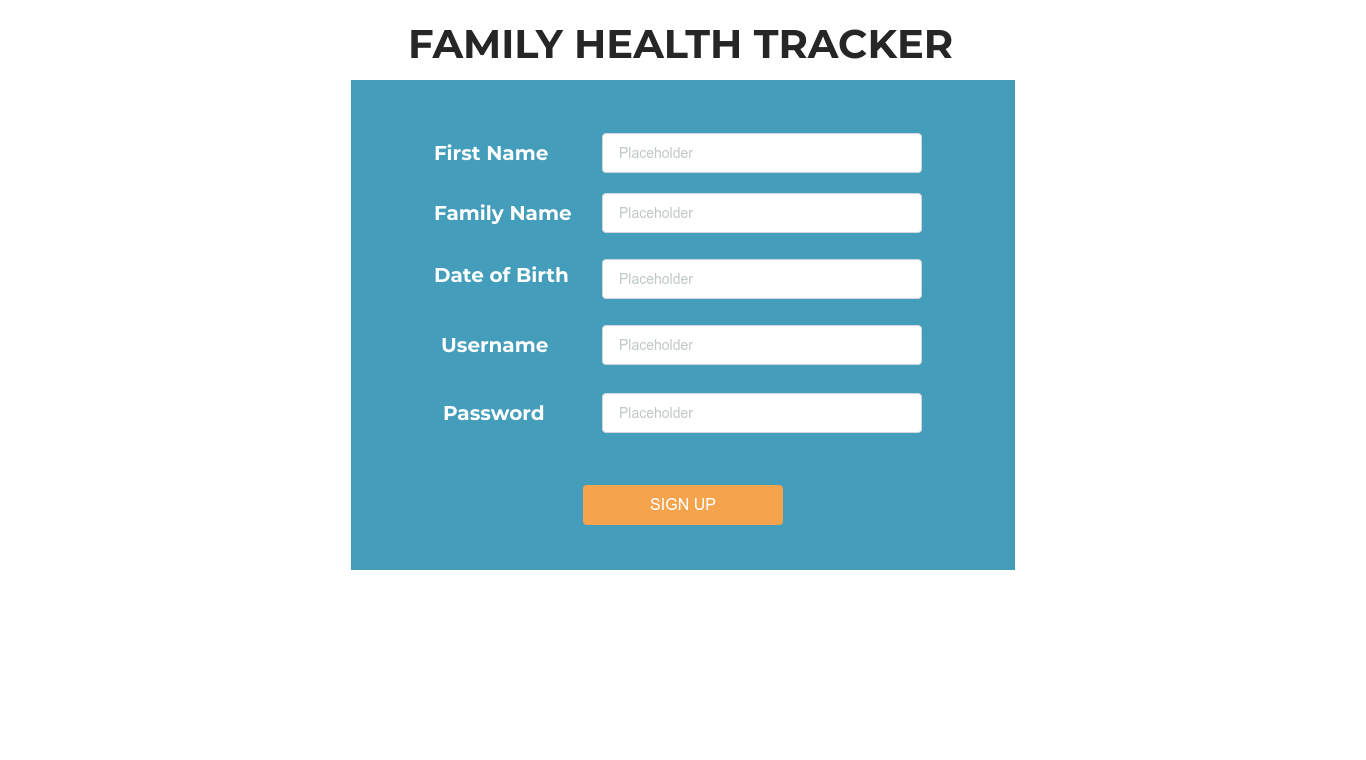 FAMILY HEALTH TRACKER
First Name Placeholder
Family Name Placeholder
Date of Birth Placeholder
Username Placeholder
Password Placeholder
SIGN UP